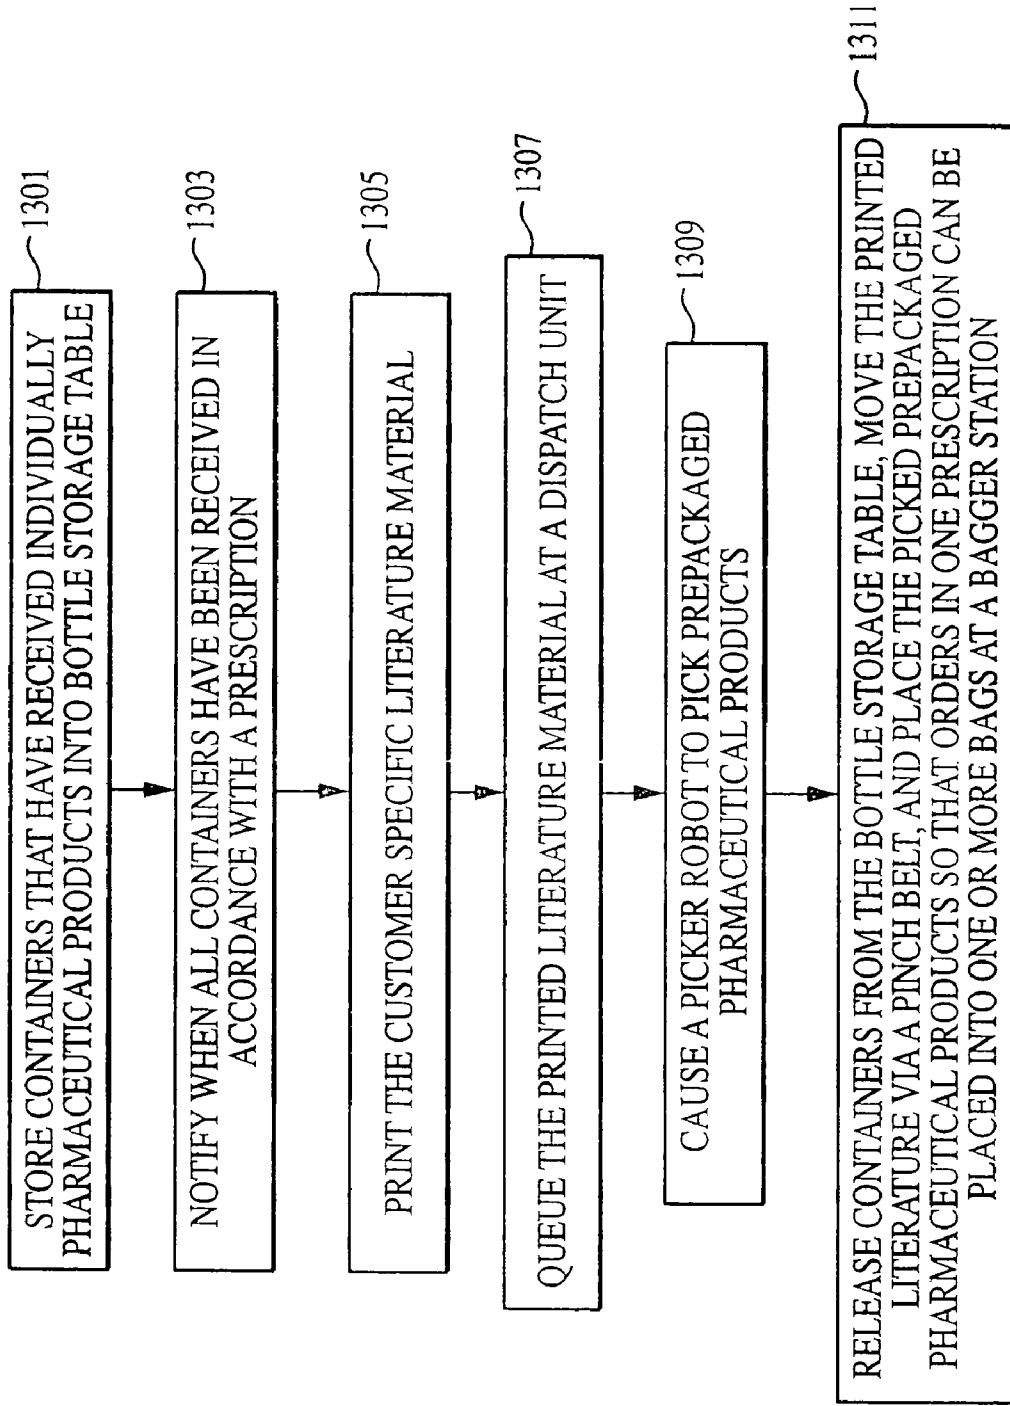 STORE CONTAINERS THAT HAVE RECEIVED INDIVIDUALLY
PHARMACEUTICAL PRODUCTS INTO BOTTLE STORAGE TABLE
1301
NOTIFY WHEN ALL CONTAINERS HAVE BEEN RECEIVED IN
ACCORDANCE WITH A PRESCRIPTION
1303
PRINT THE CUSTOMER SPECIFIC LITERATURE MATERIAL
1305
QUEUE THE PRINTED LITERATURE MATERIAL AT A DISPATCH UNIT
1307
CAUSE A PICKER ROBOT TO PICK PREPACKAGED
PHARMACEUTICAL PRODUCTS
1309
RELEASE CONTAINERS FROM THE BOTTLE STORAGE TABLE, MOVE THE PRINTED
LITERATURE VIA A PINCH BELT, AND PLACE THE PICKED PREPACKAGED
PHARMACEUTICAL PRODUCTS SO THAT ORDERS IN ONE PRESCRIPTION CAN BE
PLACED INTO ONE OR MORE BAGS AT A BAGGER STATION
1311